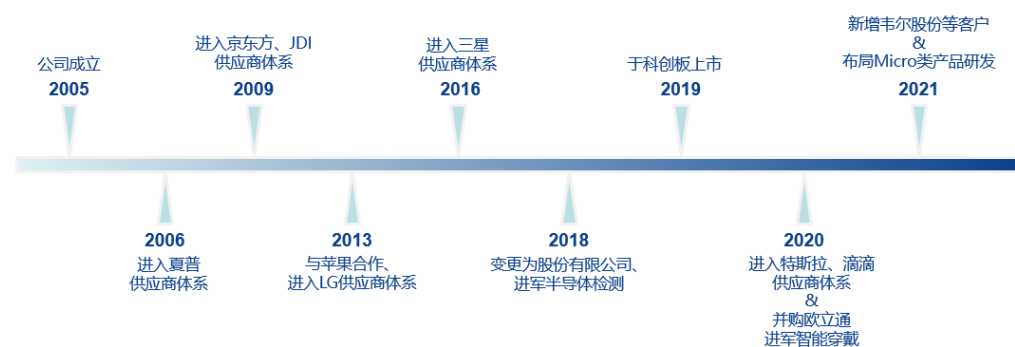 公司成立
2005
进入京东方、JDI
供应商体系
2009
进入三星
供应商体系
2016
于科创板上市
2019
新增韦尔股份等客户
&
布局Micro类产品研发
2021
2006
进入夏普
供应商体系
2013
与苹果合作、
进入LG供应商体系
2018
变更为股份有限公司、
进军半导体检测
2020
进入特斯拉、滴滴
供应商体系
&
并购欧立通
进军智能穿戴